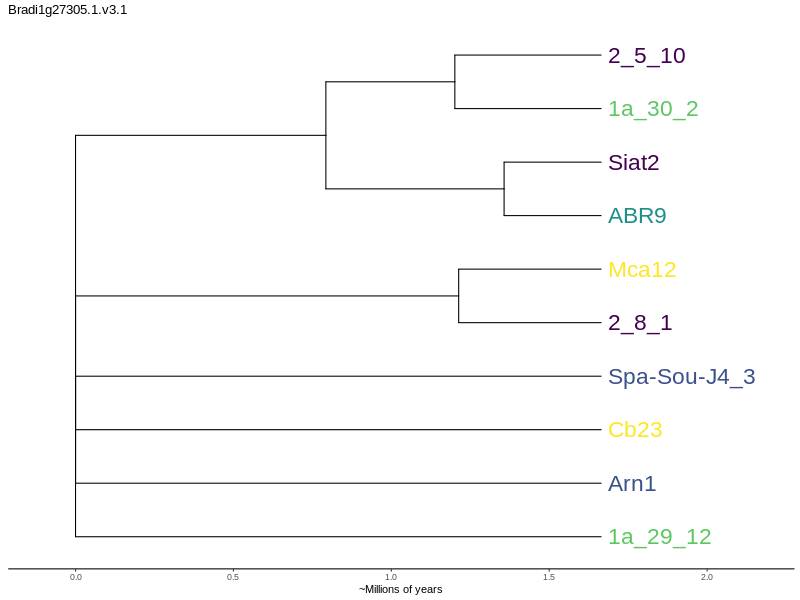 Bradi1g27305.1.v3.1
2_5_10
1a_30_2
Siat2
ABR9
Mca12
2_8_1
Spa-Sou-J4_3
Cb23
Arn1
1a_29_12
0.0 0.5 1.0 1.5 2.0
~Millions of years